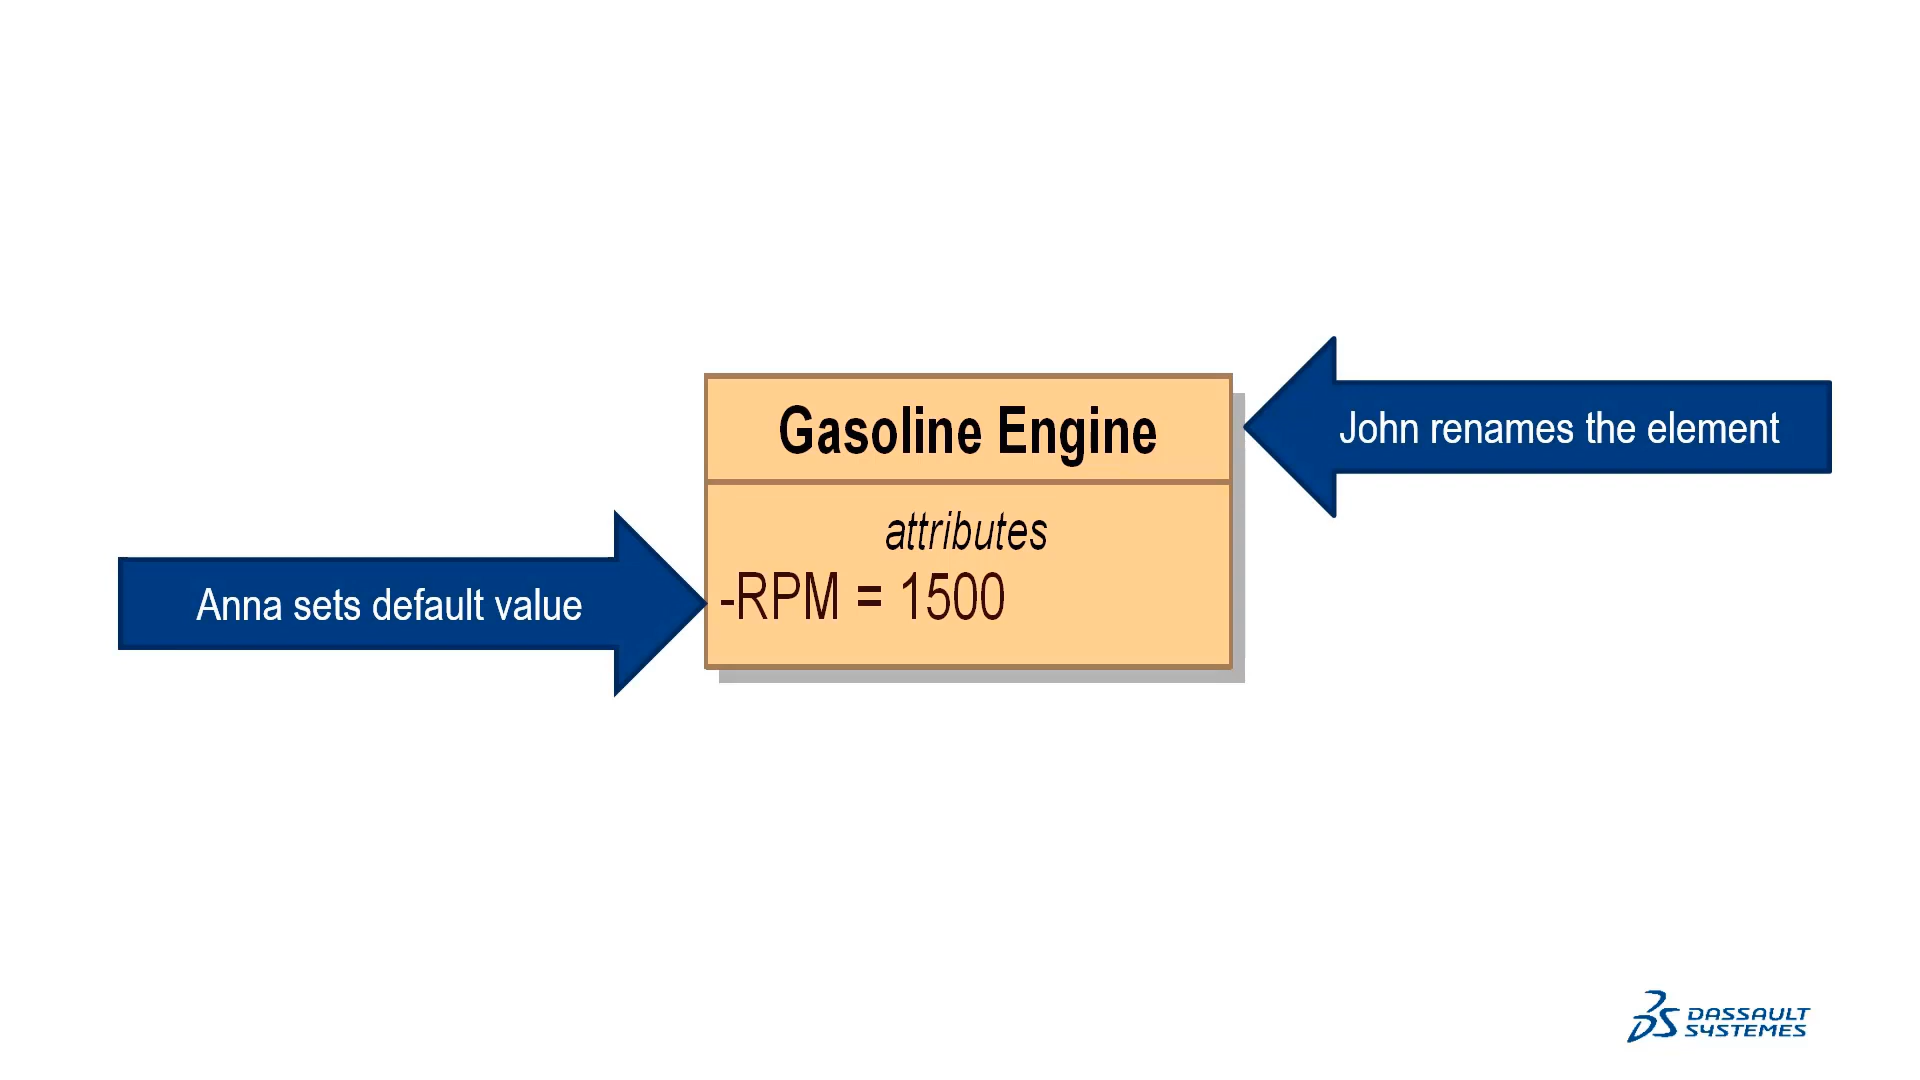 Gasoline Engine
John renames the element
attributes
Anna sets default value
-RPM = 1500
DASSAULT
SYSTEMES